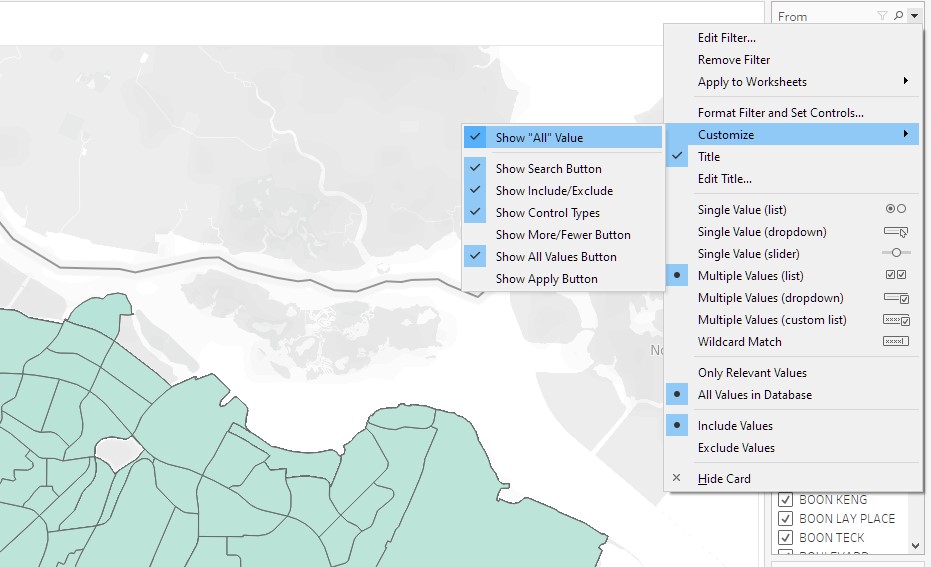 From
Edit Filter...
Remove Filter
Apply to Worksheets
Format Filter and Set Controls...
Customize
Title
Edit Title...
Single Value (list)
Single Value (dropdown)
Single Value (slider)
Multiple Values (list)
Multiple Values (dropdown)
Multiple Values (custom list)
Wildcard Match
Only Relevant Values
All Values in Database
Include Values
Exclude Values
Hide Card
Show "All" Value
Show Search Button
Show Include/Exclude
Show Control Types
Show More/Fewer Button
Show All Values Button
Show Apply Button
No
BOON KENG
BOON LAY PLACE
BOON TECK